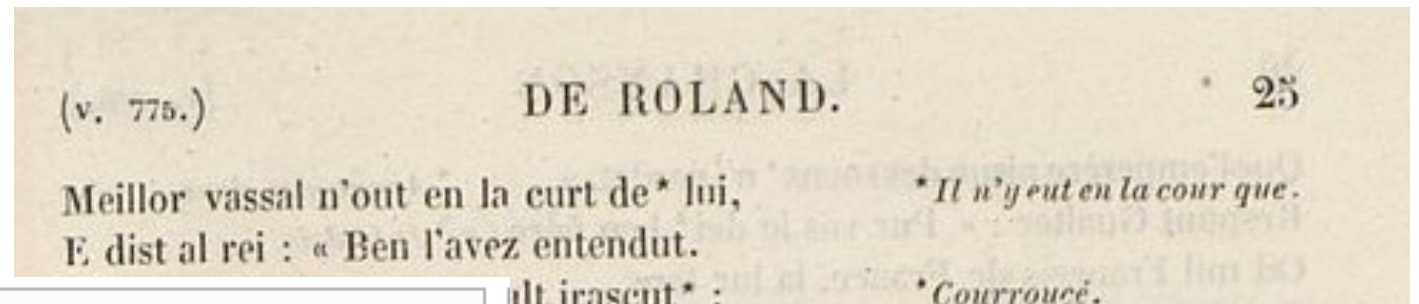 (v. 775.) DE ROLAND. 25
Meillor vassal n'out en la curt de* lui, *Il n'y eut en la cour que.
E dist al rei : « Ben l'avez entendut.
irascut* : *Courroucé.